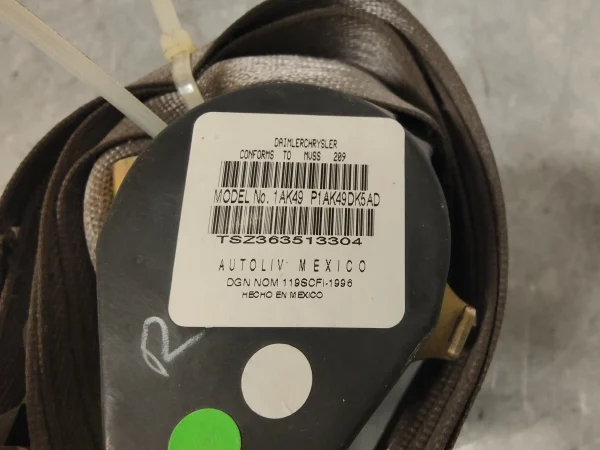 DAIMLERCHRYSLER
CONFORMS TO MVSS 209
MODEL No. 1AK49 P1AK49DK5AD
TSZ363513304
AUTOLIV MEXICO
DGN NOM 119SCFI-1996
HECHO EN MEXICO
R